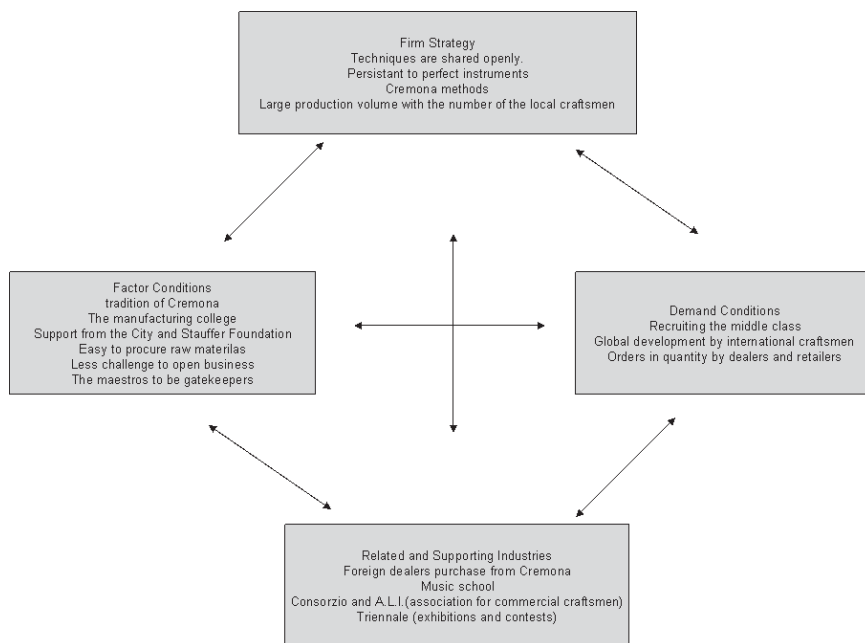 Firm Strategy
Techniques are shared openly.
Persistant to perfect instruments
Cremona methods
Large production volume with the number of the local craftsmen
Factor Conditions
tradition of Cremona
The manufacturing college
Support from the City and Stauffer Foundation
Easy to procure raw materilas
Less challenge to open business
The maestros to be gatekeepers
Demand Conditions
Recruiting the middle class
Global development by international craftsmen
Orders in quantity by dealers and retailers
Related and Supporting Industries
Foreign dealers purchase from Cremona
Music school
Consorzio and A.L.I.(association for commercial craftsmen)
Triennale (exhibitions and contests)